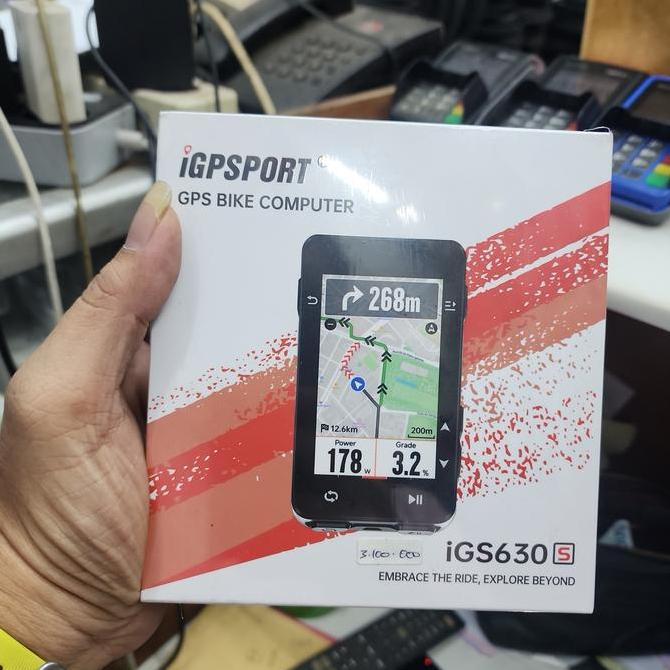 iGPSPORT
GPS BIKE COMPUTER
268m
12.6km
200m
Power
Grade
178 w
3.2 %
3.100.000
iGS630 S
EMBRACE THE RIDE, EXPLORE BEYOND